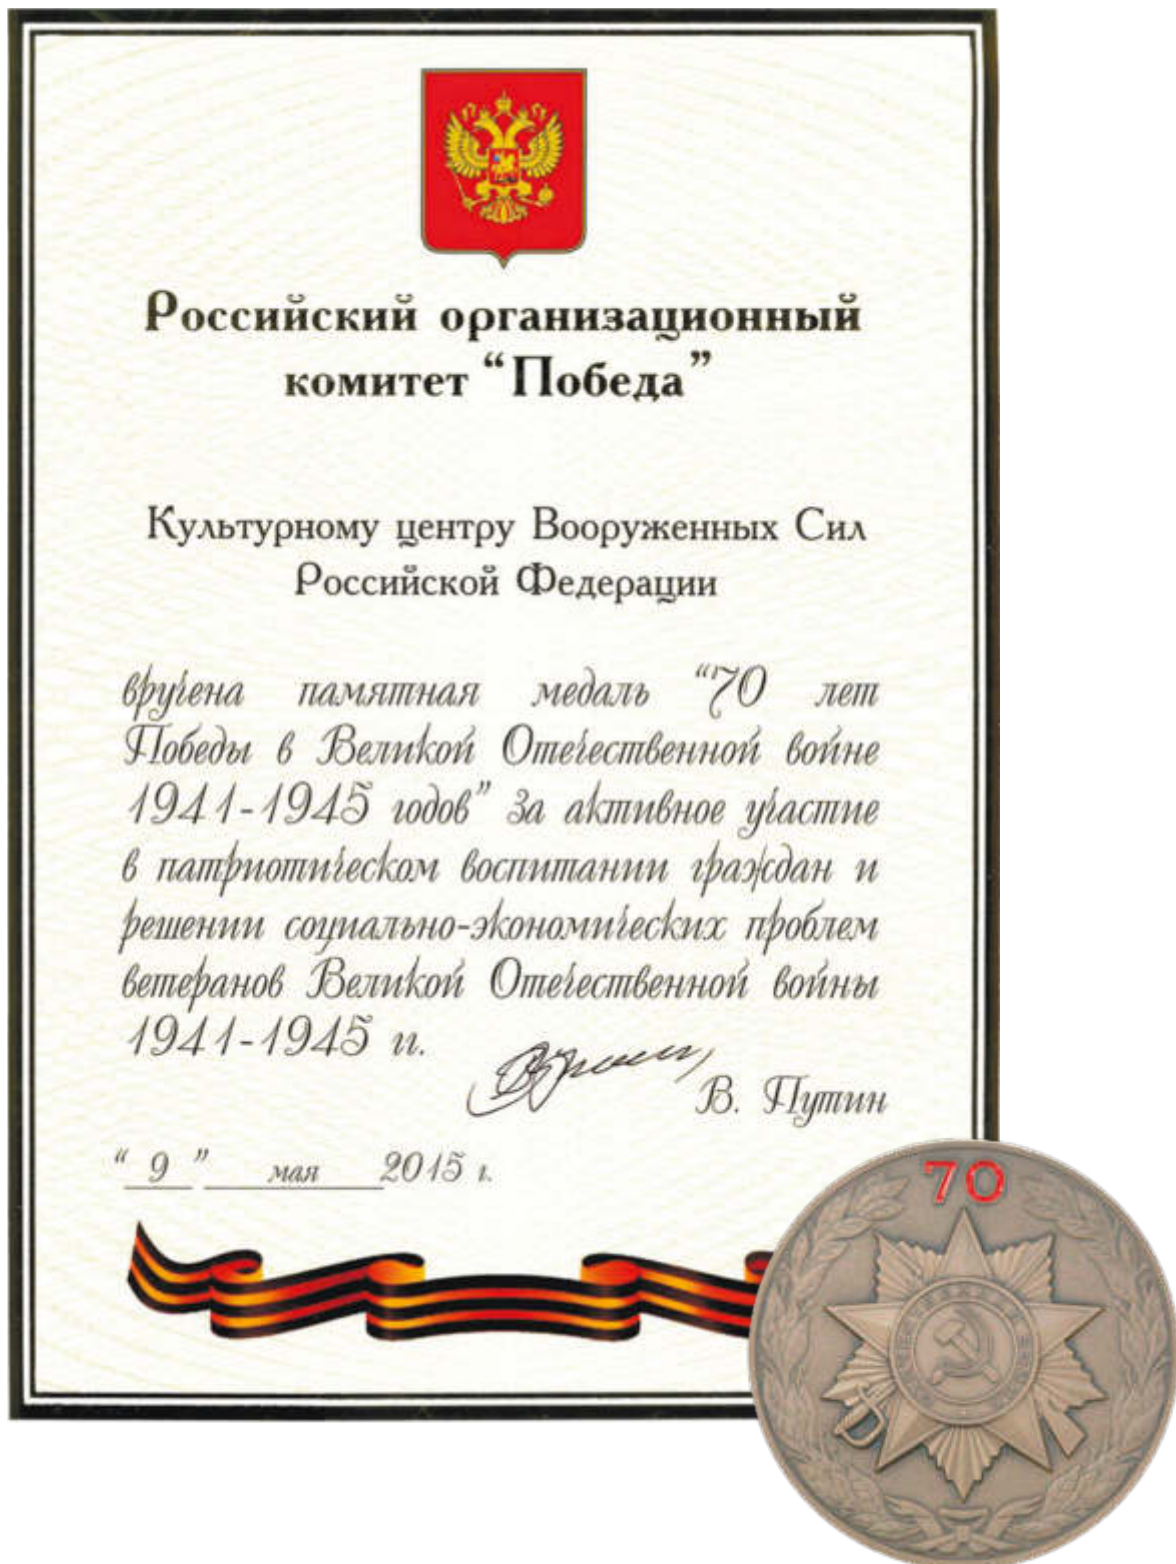 Российский организационный
комитет “Победа”
Культурному центру Вооруженных Сил
Российской Федерации
вручена памятная медаль “70 лет
Победы в Великой Отечественной войне
1941-1945 годов” За активное участие
в патриотическом воспитании граждан и
решении социально-экономических проблем
ветеранов Великой Отечественной войны
1941-1945 гг.
В. Путин
“ 9 ” мая 2015 г.
70